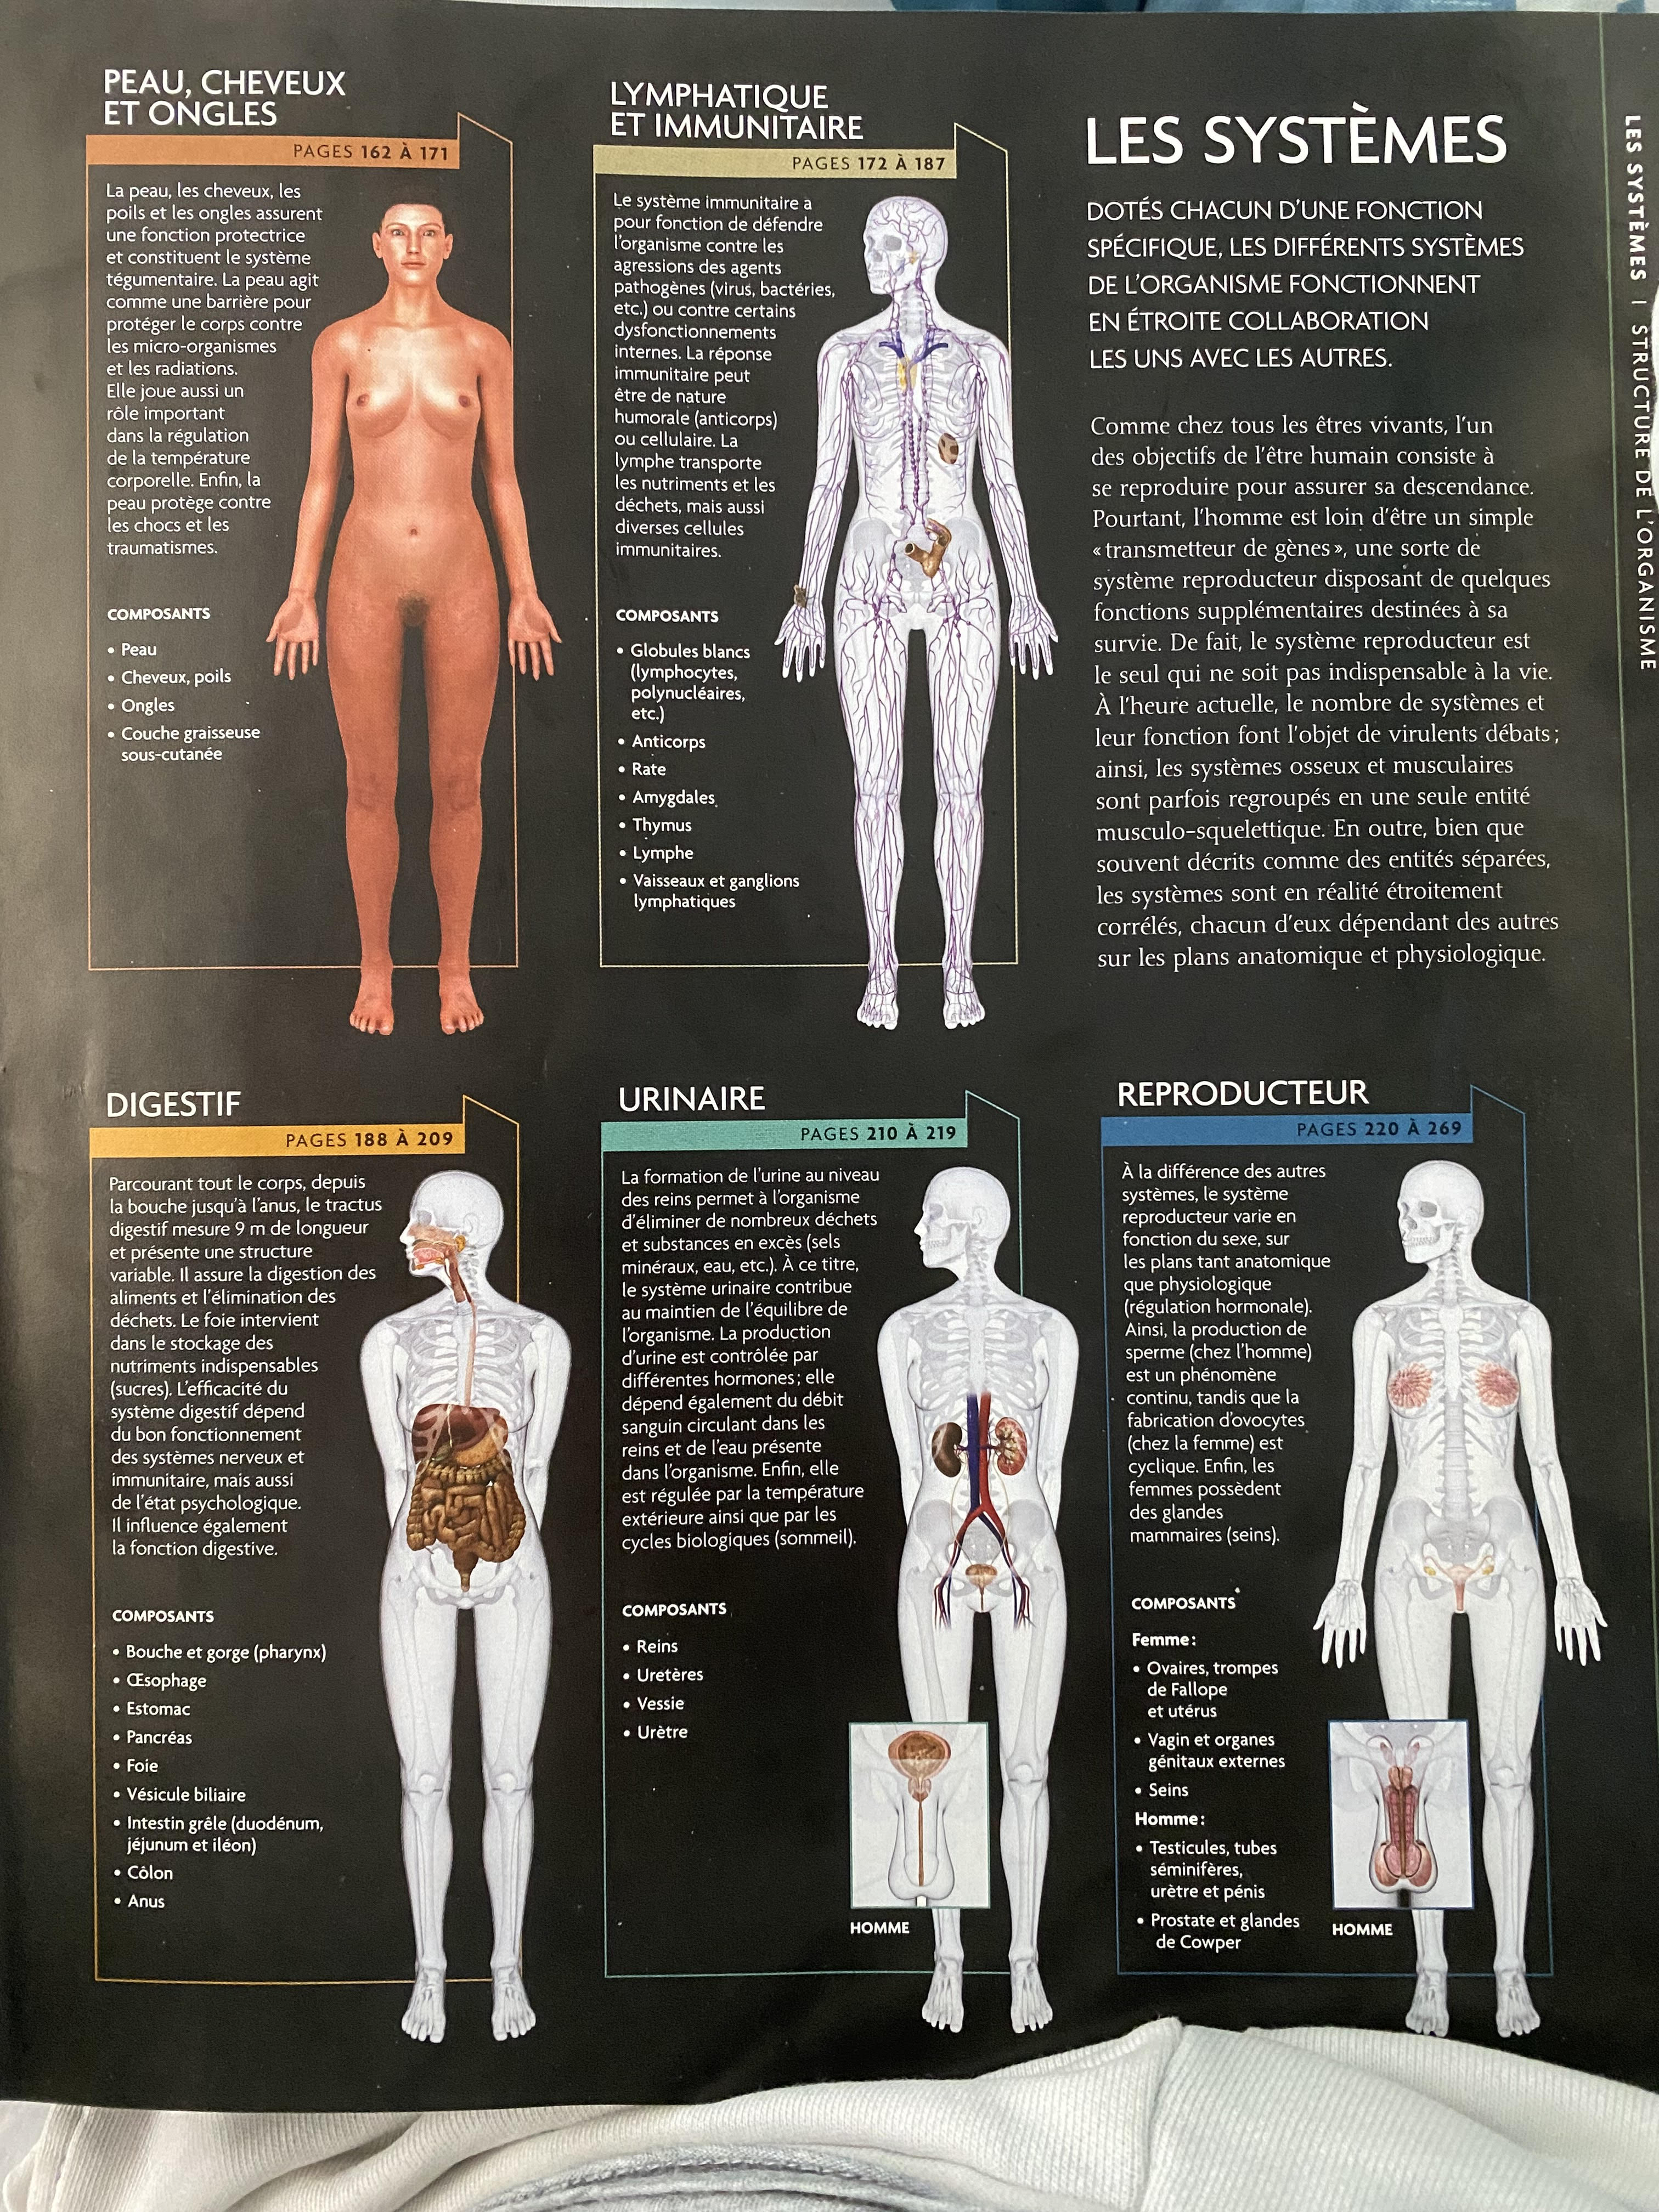 PEAU, CHEVEUX
ET ONGLES
PAGES 162 À 171
La peau, les cheveux, les
poils et les ongles assurent
une fonction protectrice
et constituent le système
tégumentaire. La peau agit
comme une barrière pour
protéger le corps contre
les micro-organismes
et les radiations.
Elle joue aussi un
rôle important
dans la régulation
de la température
corporelle. Enfin, la
peau protège contre
les chocs et les
traumatismes.
COMPOSANTS
• Peau
• Cheveux, poils
• Ongles
• Couche graisseuse
sous-cutanée
LYMPHATIQUE
ET IMMUNITAIRE
PAGES 172 À 187
Le système immunitaire a
pour fonction de défendre
l'organisme contre les
agressions des agents
pathogènes (virus, bactéries,
etc.) ou contre certains
dysfonctionnements
internes. La réponse
immunitaire peut
être de nature
humorale (anticorps)
ou cellulaire. La
lymphe transporte
les nutriments et les
déchets, mais aussi
diverses cellules
immunitaires.
COMPOSANTS
• Globules blancs
(lymphocytes,
polynucléaires,
etc.)
• Anticorps
• Rate
• Amygdales
• Thymus
• Lymphe
• Vaisseaux et ganglions
lymphatiques
LES SYSTÈMES
DOTÉS CHACUN D'UNE FONCTION
SPÉCIFIQUE, LES DIFFÉRENTS SYSTÈMES
DE L'ORGANISME FONCTIONNENT
EN ÉTROITE COLLABORATION
LES UNS AVEC LES AUTRES.
Comme chez tous les êtres vivants, l'un
des objectifs de l'être humain consiste à
se reproduire pour assurer sa descendance.
Pourtant, l'homme est loin d'être un simple
« transmetteur de gènes », une sorte de
système reproducteur disposant de quelques
fonctions supplémentaires destinées à sa
survie. De fait, le système reproducteur est
le seul qui ne soit pas indispensable à la vie.
À l'heure actuelle, le nombre de systèmes et
leur fonction font l'objet de virulents débats ;
ainsi, les systèmes osseux et musculaires
sont parfois regroupés en une seule entité
musculo-squelettique. En outre, bien que
souvent décrits comme des entités séparées,
les systèmes sont en réalité étroitement
corrélés, chacun d'eux dépendant des autres
sur les plans anatomique et physiologique.
LES SYSTÈMES | STRUCTURE DE L'ORGANISME
DIGESTIF
PAGES 188 À 209
Parcourant tout le corps, depuis
la bouche jusqu'à l'anus, le tractus
digestif mesure 9 m de longueur
et présente une structure
variable. Il assure la digestion des
aliments et l'élimination des
déchets. Le foie intervient
dans le stockage des
nutriments indispensables
(sucres). L'efficacité du
système digestif dépend
du bon fonctionnement
des systèmes nerveux et
immunitaire, mais aussi
de l'état psychologique.
Il influence également
la fonction digestive.
COMPOSANTS
• Bouche et gorge (pharynx)
• Œsophage
• Estomac
• Pancréas
• Foie
• Vésicule biliaire
• Intestin grêle (duodénum,
jéjunum et iléon)
• Côlon
• Anus
URINAIRE
PAGES 210 À 219
La formation de l'urine au niveau
des reins permet à l'organisme
d'éliminer de nombreux déchets
et substances en excès (sels
minéraux, eau, etc.). À ce titre,
le système urinaire contribue
au maintien de l'équilibre de
l'organisme. La production
d'urine est contrôlée par
différentes hormones ; elle
dépend également du débit
sanguin circulant dans les
reins et de l'eau présente
dans l'organisme. Enfin, elle
est régulée par la température
extérieure ainsi que par les
cycles biologiques (sommeil).
COMPOSANTS
• Reins
• Uretères
• Vessie
• Urètre
HOMME
REPRODUCTEUR
PAGES 220 À 269
À la différence des autres
systèmes, le système
reproducteur varie en
fonction du sexe, sur
les plans tant anatomique
que physiologique
(régulation hormonale).
Ainsi, la production de
sperme (chez l'homme)
est un phénomène
continu, tandis que la
fabrication d'ovocytes
(chez la femme) est
cyclique. Enfin, les
femmes possèdent
des glandes
mammaires (seins).
COMPOSANTS
Femme :
• Ovaires, trompes
de Fallope
et utérus
• Vagin et organes
génitaux externes
• Seins
Homme :
• Testicules, tubes
séminifères,
urètre et pénis
• Prostate et glandes
de Cowper
HOMME